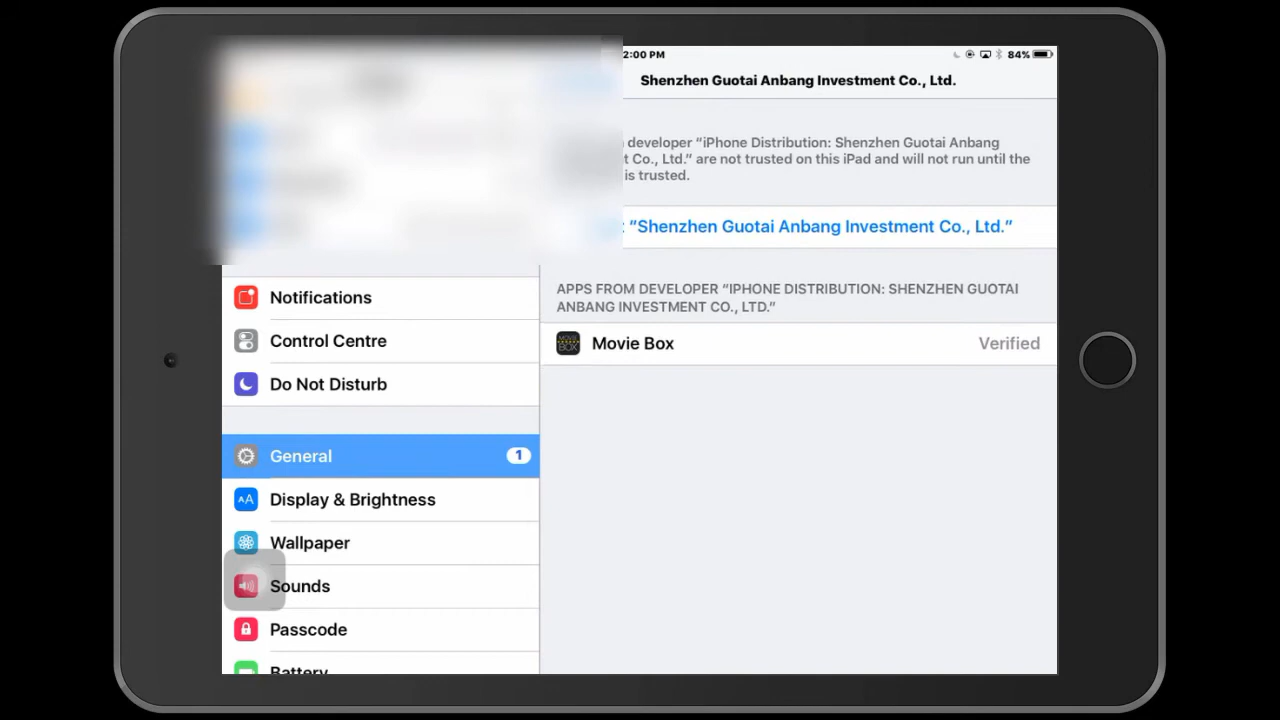 2:00 PM
84%
Shenzhen Guotai Anbang Investment Co., Ltd.
developer “iPhone Distribution: Shenzhen Guotai Anbang
t Co., Ltd.” are not trusted on this iPad and will not run until the
is trusted.
“Shenzhen Guotai Anbang Investment Co., Ltd.”
APPS FROM DEVELOPER “IPHONE DISTRIBUTION: SHENZHEN GUOTAI
ANBANG INVESTMENT CO., LTD.”
MOVIE BOX
Movie Box
Verified
Notifications
Control Centre
Do Not Disturb
General
1
AA
Display & Brightness
Wallpaper
Sounds
Passcode
Battery